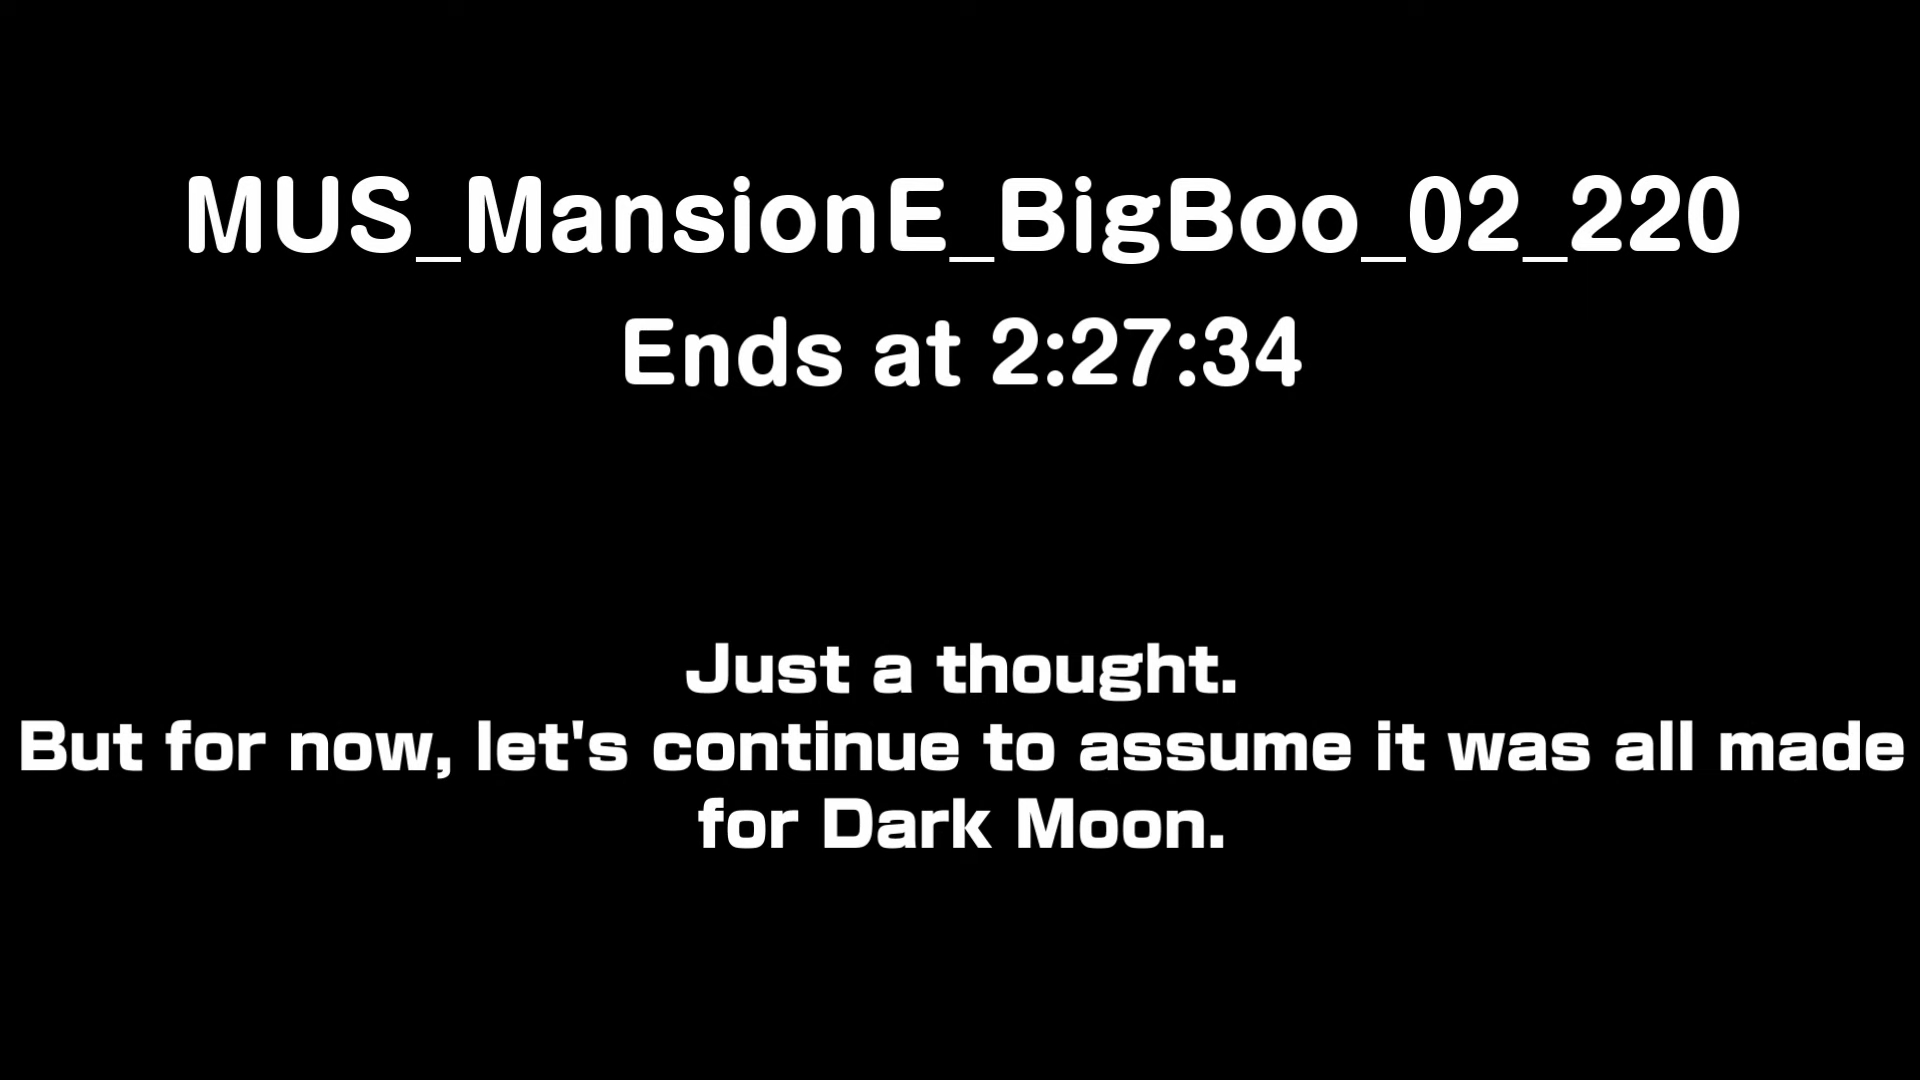 MUS_MansionE_BigBoo_02_220
Ends at 2:27:34
Just a thought.
But for now, let's continue to assume it was all made
for Dark Moon.